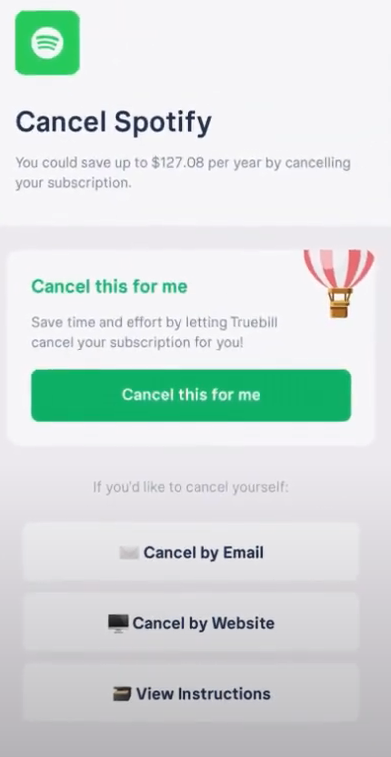 Cancel Spotify
You could save up to $127.08 per year by cancelling
your subscription.
Cancel this for me
Save time and effort by letting Truebill
cancel your subscription for you!
Cancel this for me
If you'd like to cancel yourself:
Cancel by Email
Cancel by Website
View Instructions